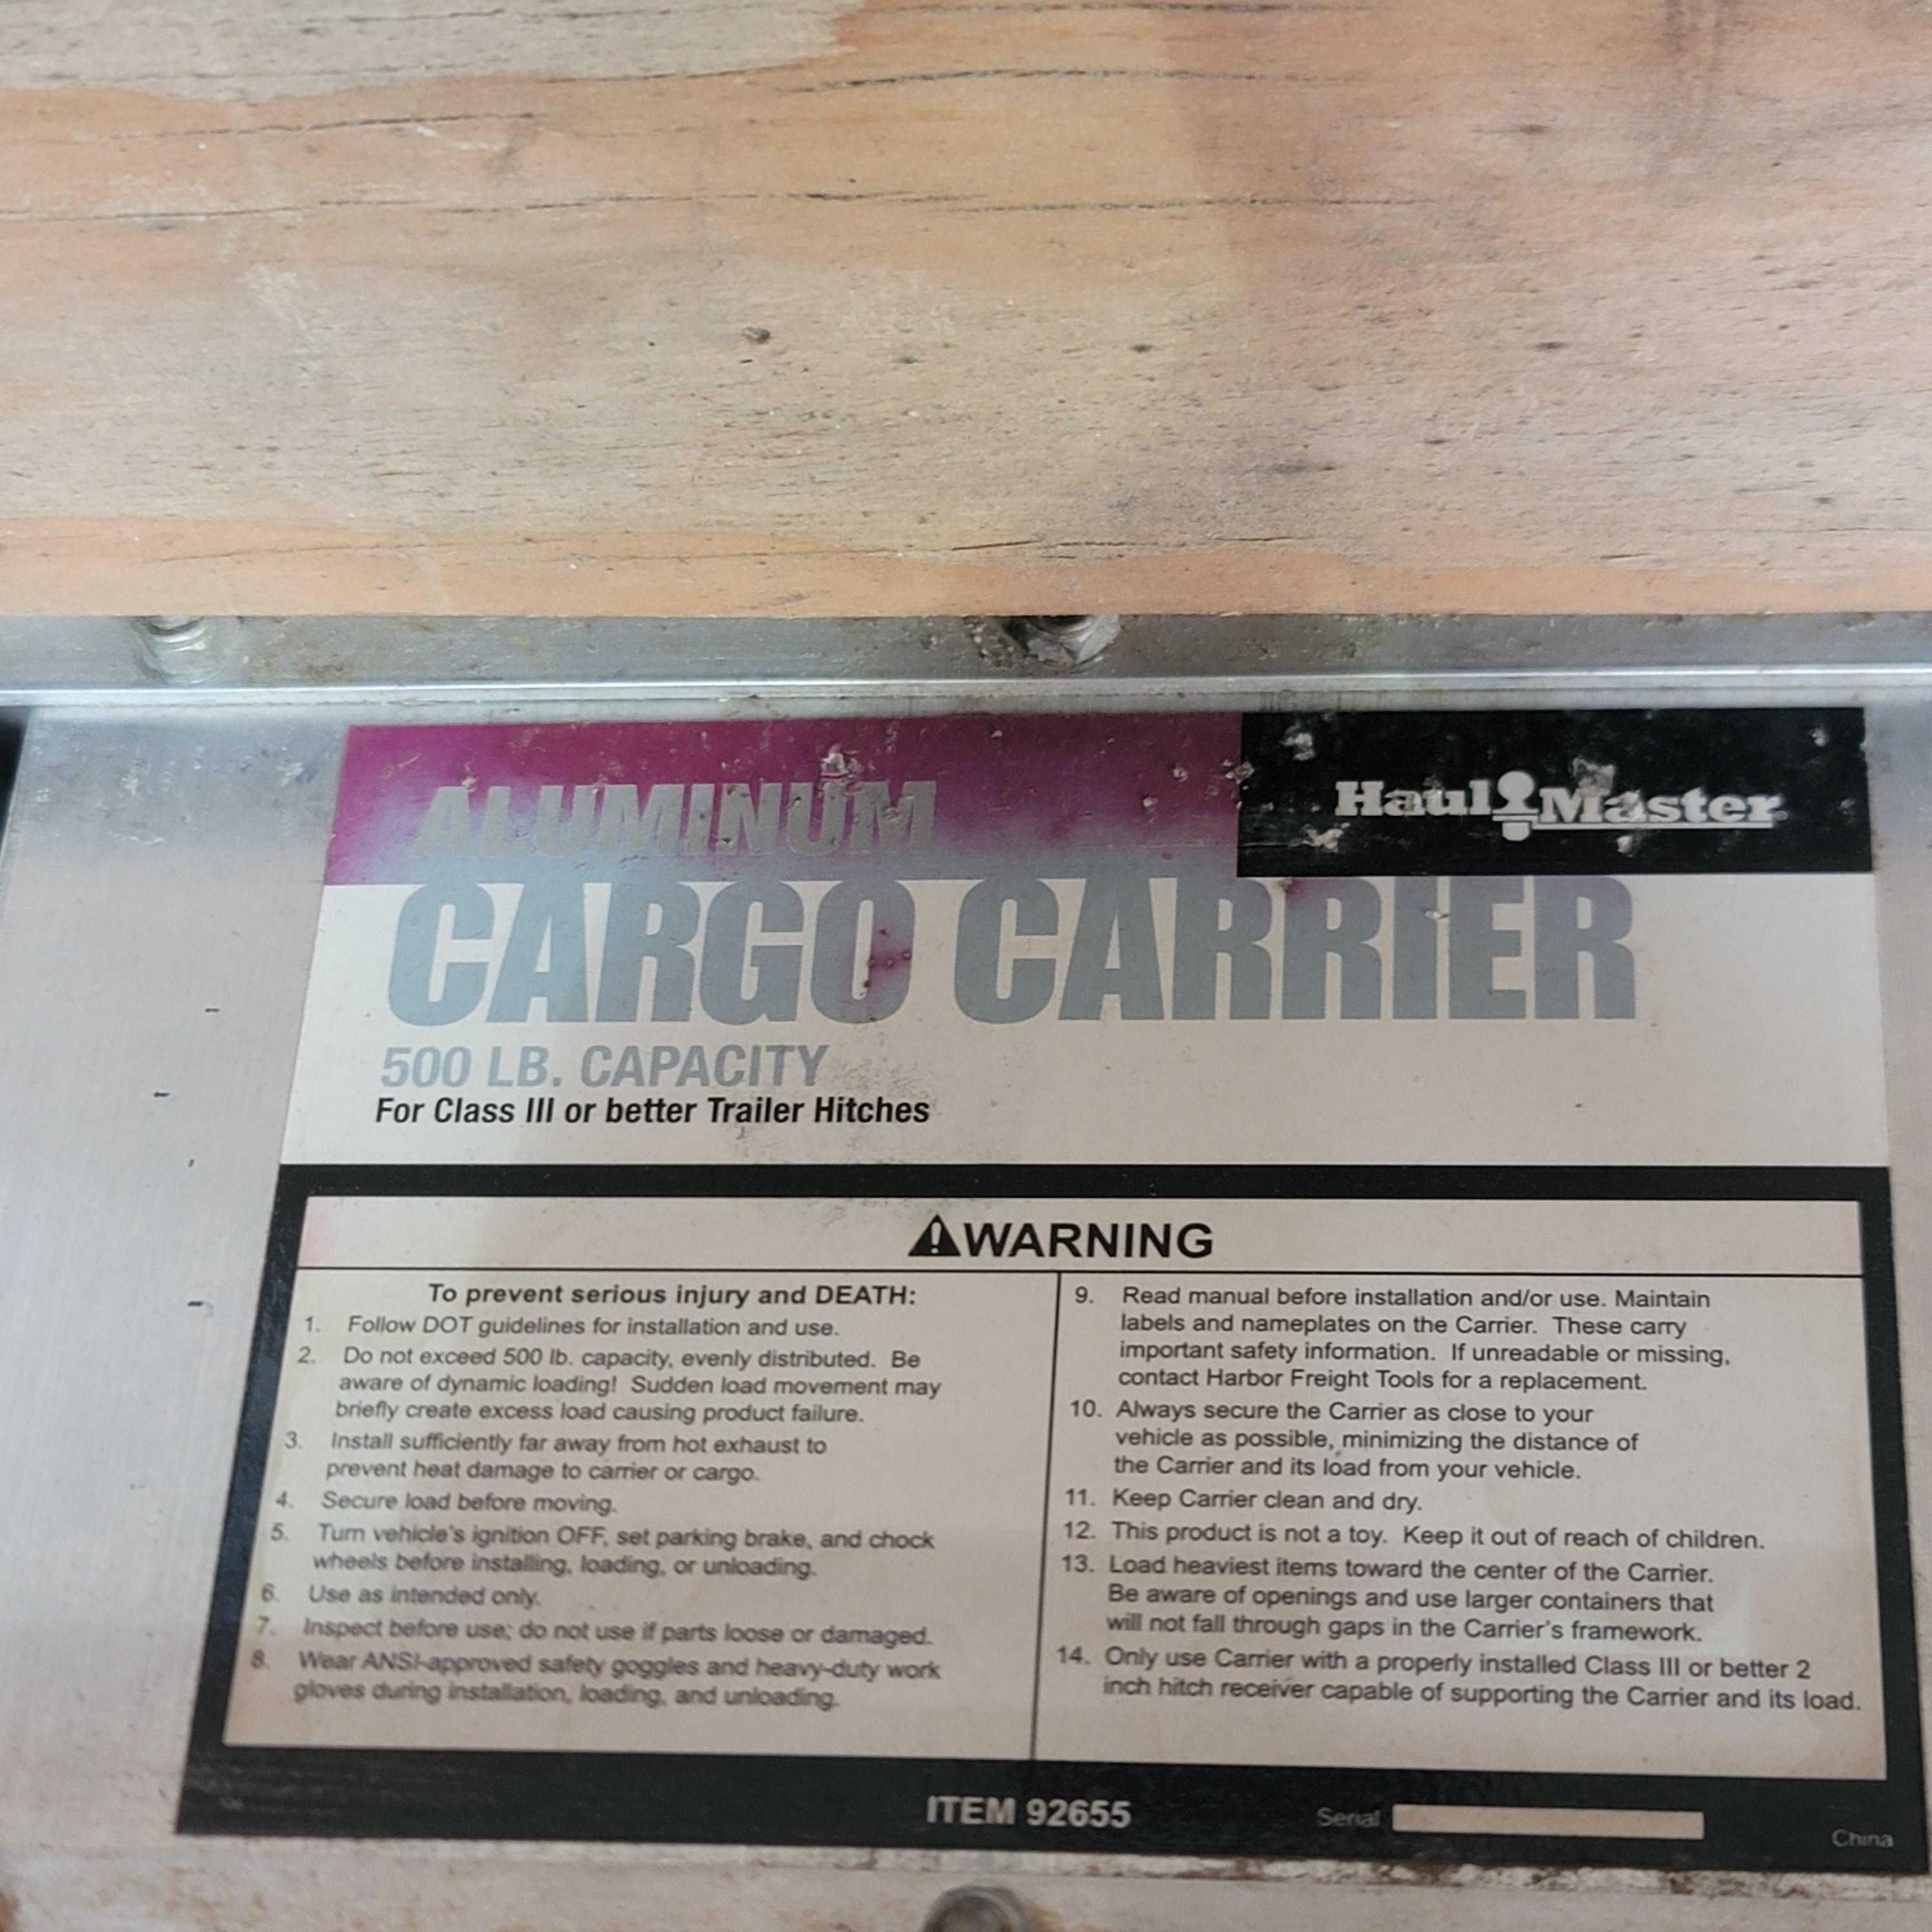 ALUMINUM
Haul Master
CARGO CARRIER
500 LB. CAPACITY
For Class III or better Trailer Hitches
WARNING
To prevent serious injury and DEATH:
1. Follow DOT guidelines for installation and use.
2. Do not exceed 500 lb. capacity, evenly distributed. Be
aware of dynamic loading! Sudden load movement may
briefly create excess load causing product failure.
3. Install sufficiently far away from hot exhaust to
prevent heat damage to carrier or cargo.
4. Secure load before moving.
5. Turn vehicle's ignition OFF, set parking brake, and chock
wheels before installing, loading, or unloading.
6. Use as intended only.
7. Inspect before use; do not use if parts loose or damaged.
8. Wear ANSI-approved safety goggles and heavy-duty work
gloves during installation, loading, and unloading.
9. Read manual before installation and/or use. Maintain
labels and nameplates on the Carrier. These carry
important safety information. If unreadable or missing,
contact Harbor Freight Tools for a replacement.
10. Always secure the Carrier as close to your
vehicle as possible, minimizing the distance of
the Carrier and its load from your vehicle.
11. Keep Carrier clean and dry.
12. This product is not a toy. Keep it out of reach of children.
13. Load heaviest items toward the center of the Carrier.
Be aware of openings and use larger containers that
will not fall through gaps in the Carrier's framework.
14. Only use Carrier with a properly installed Class III or better 2
inch hitch receiver capable of supporting the Carrier and its load.
ITEM 92655
Serial
China